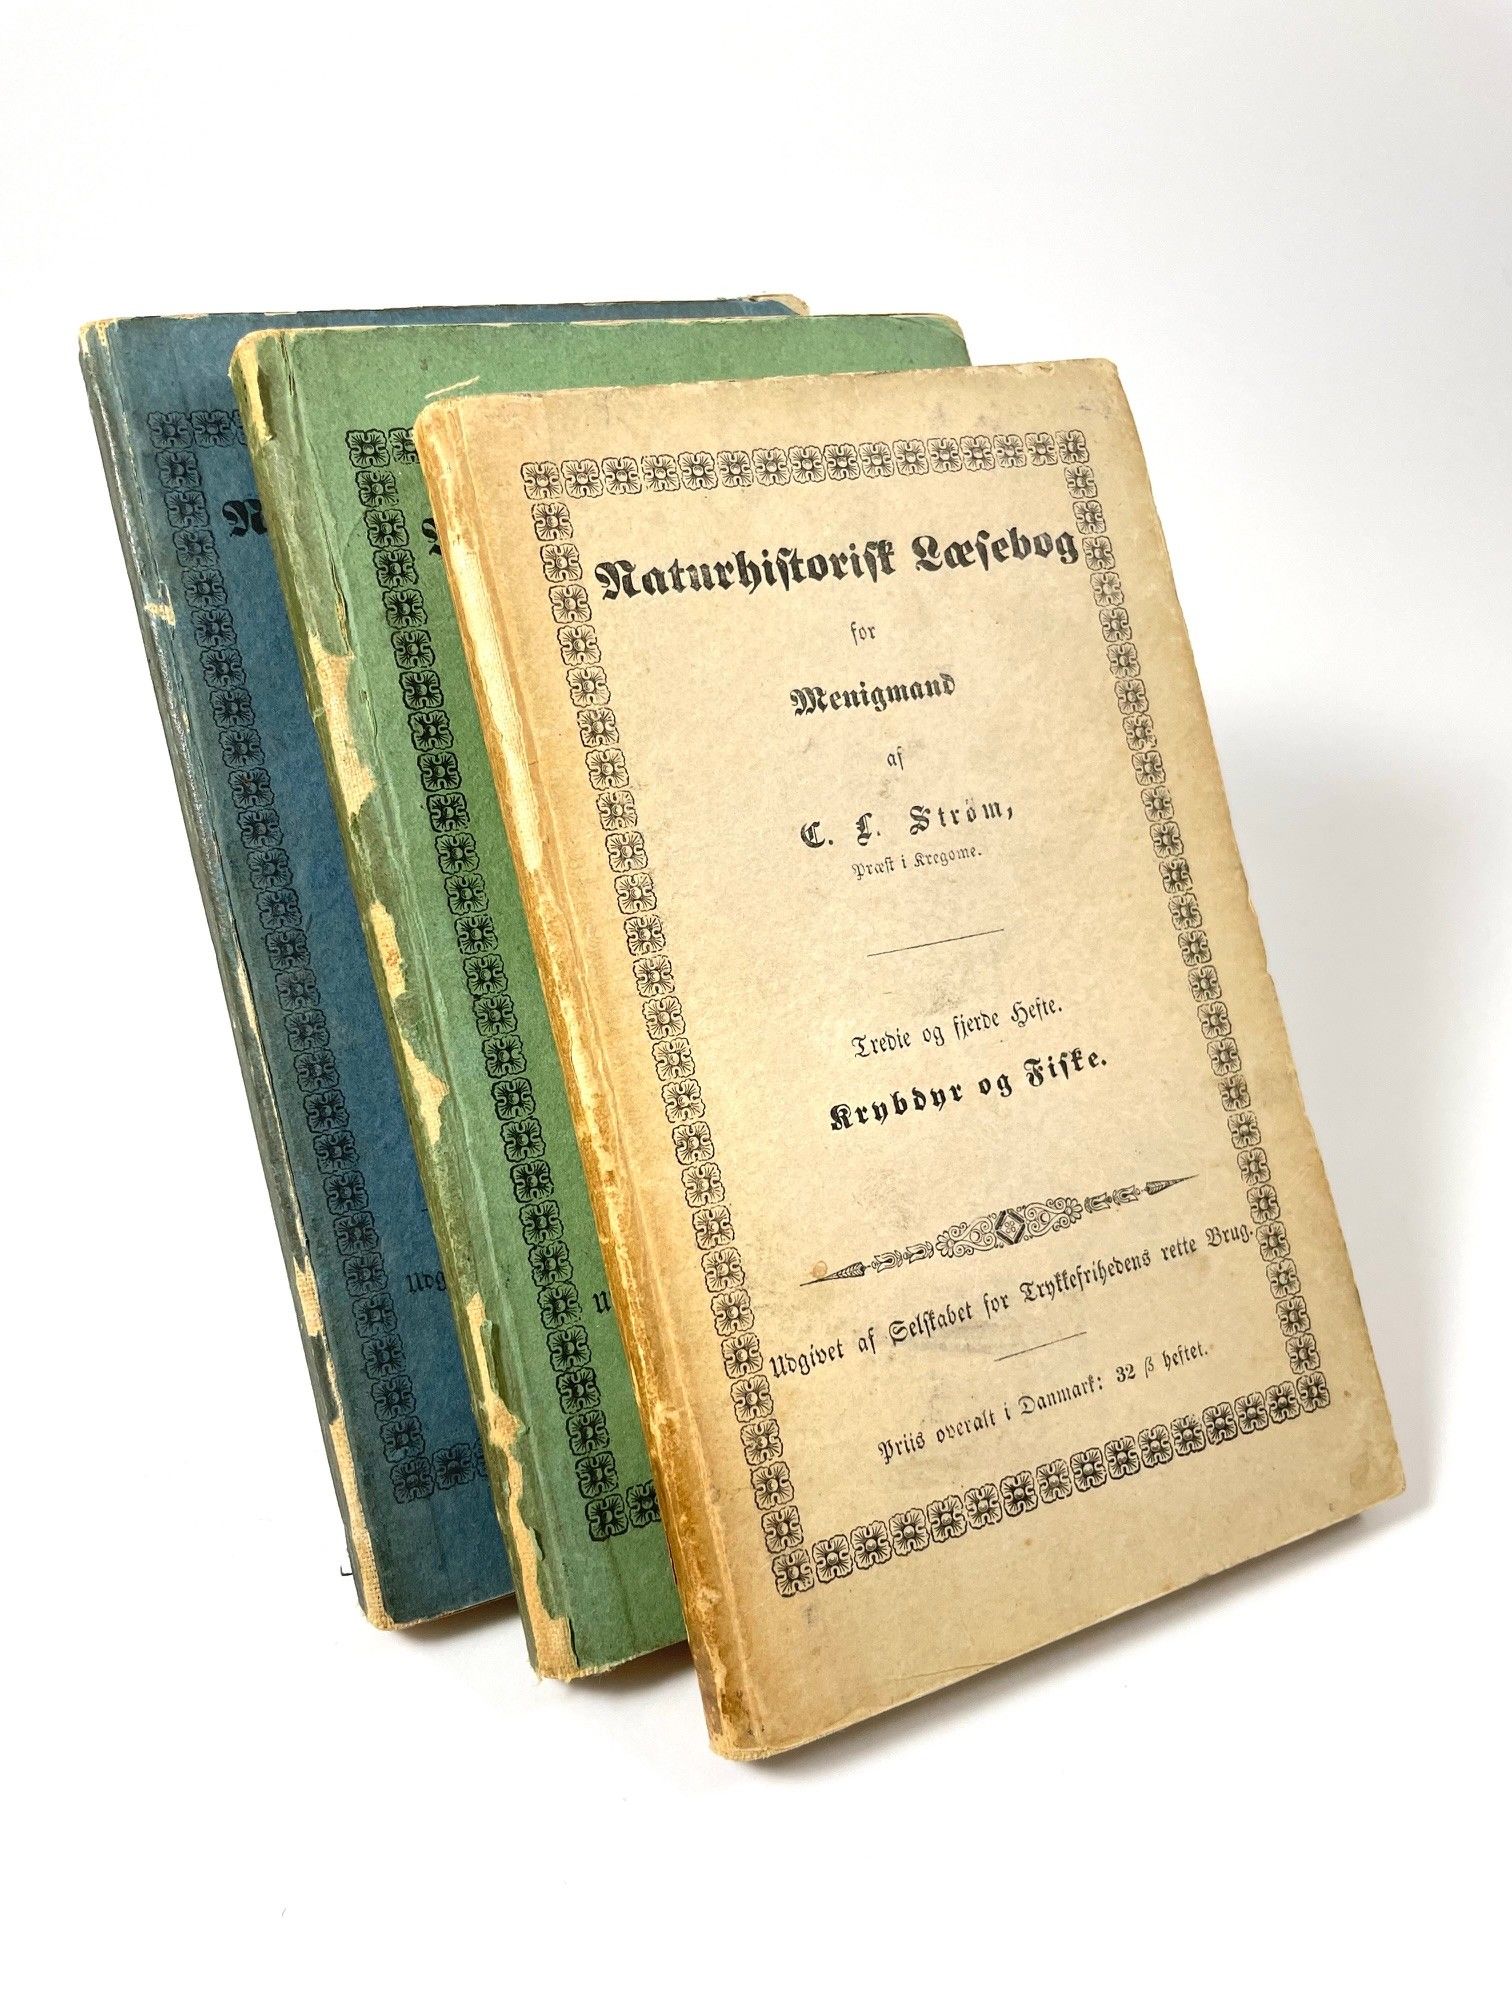 Naturhistorisk Læsebog
for
Menigmand
af
C. L. Ström,
Præst i Kregome.
Tredie og fjerde Hefte.
Krybdyr og Fiske.
Udgivet af Selskabet for Trykkefrihedens rette Brug.
Priis overalt i Danmark: 32 ß heftet.